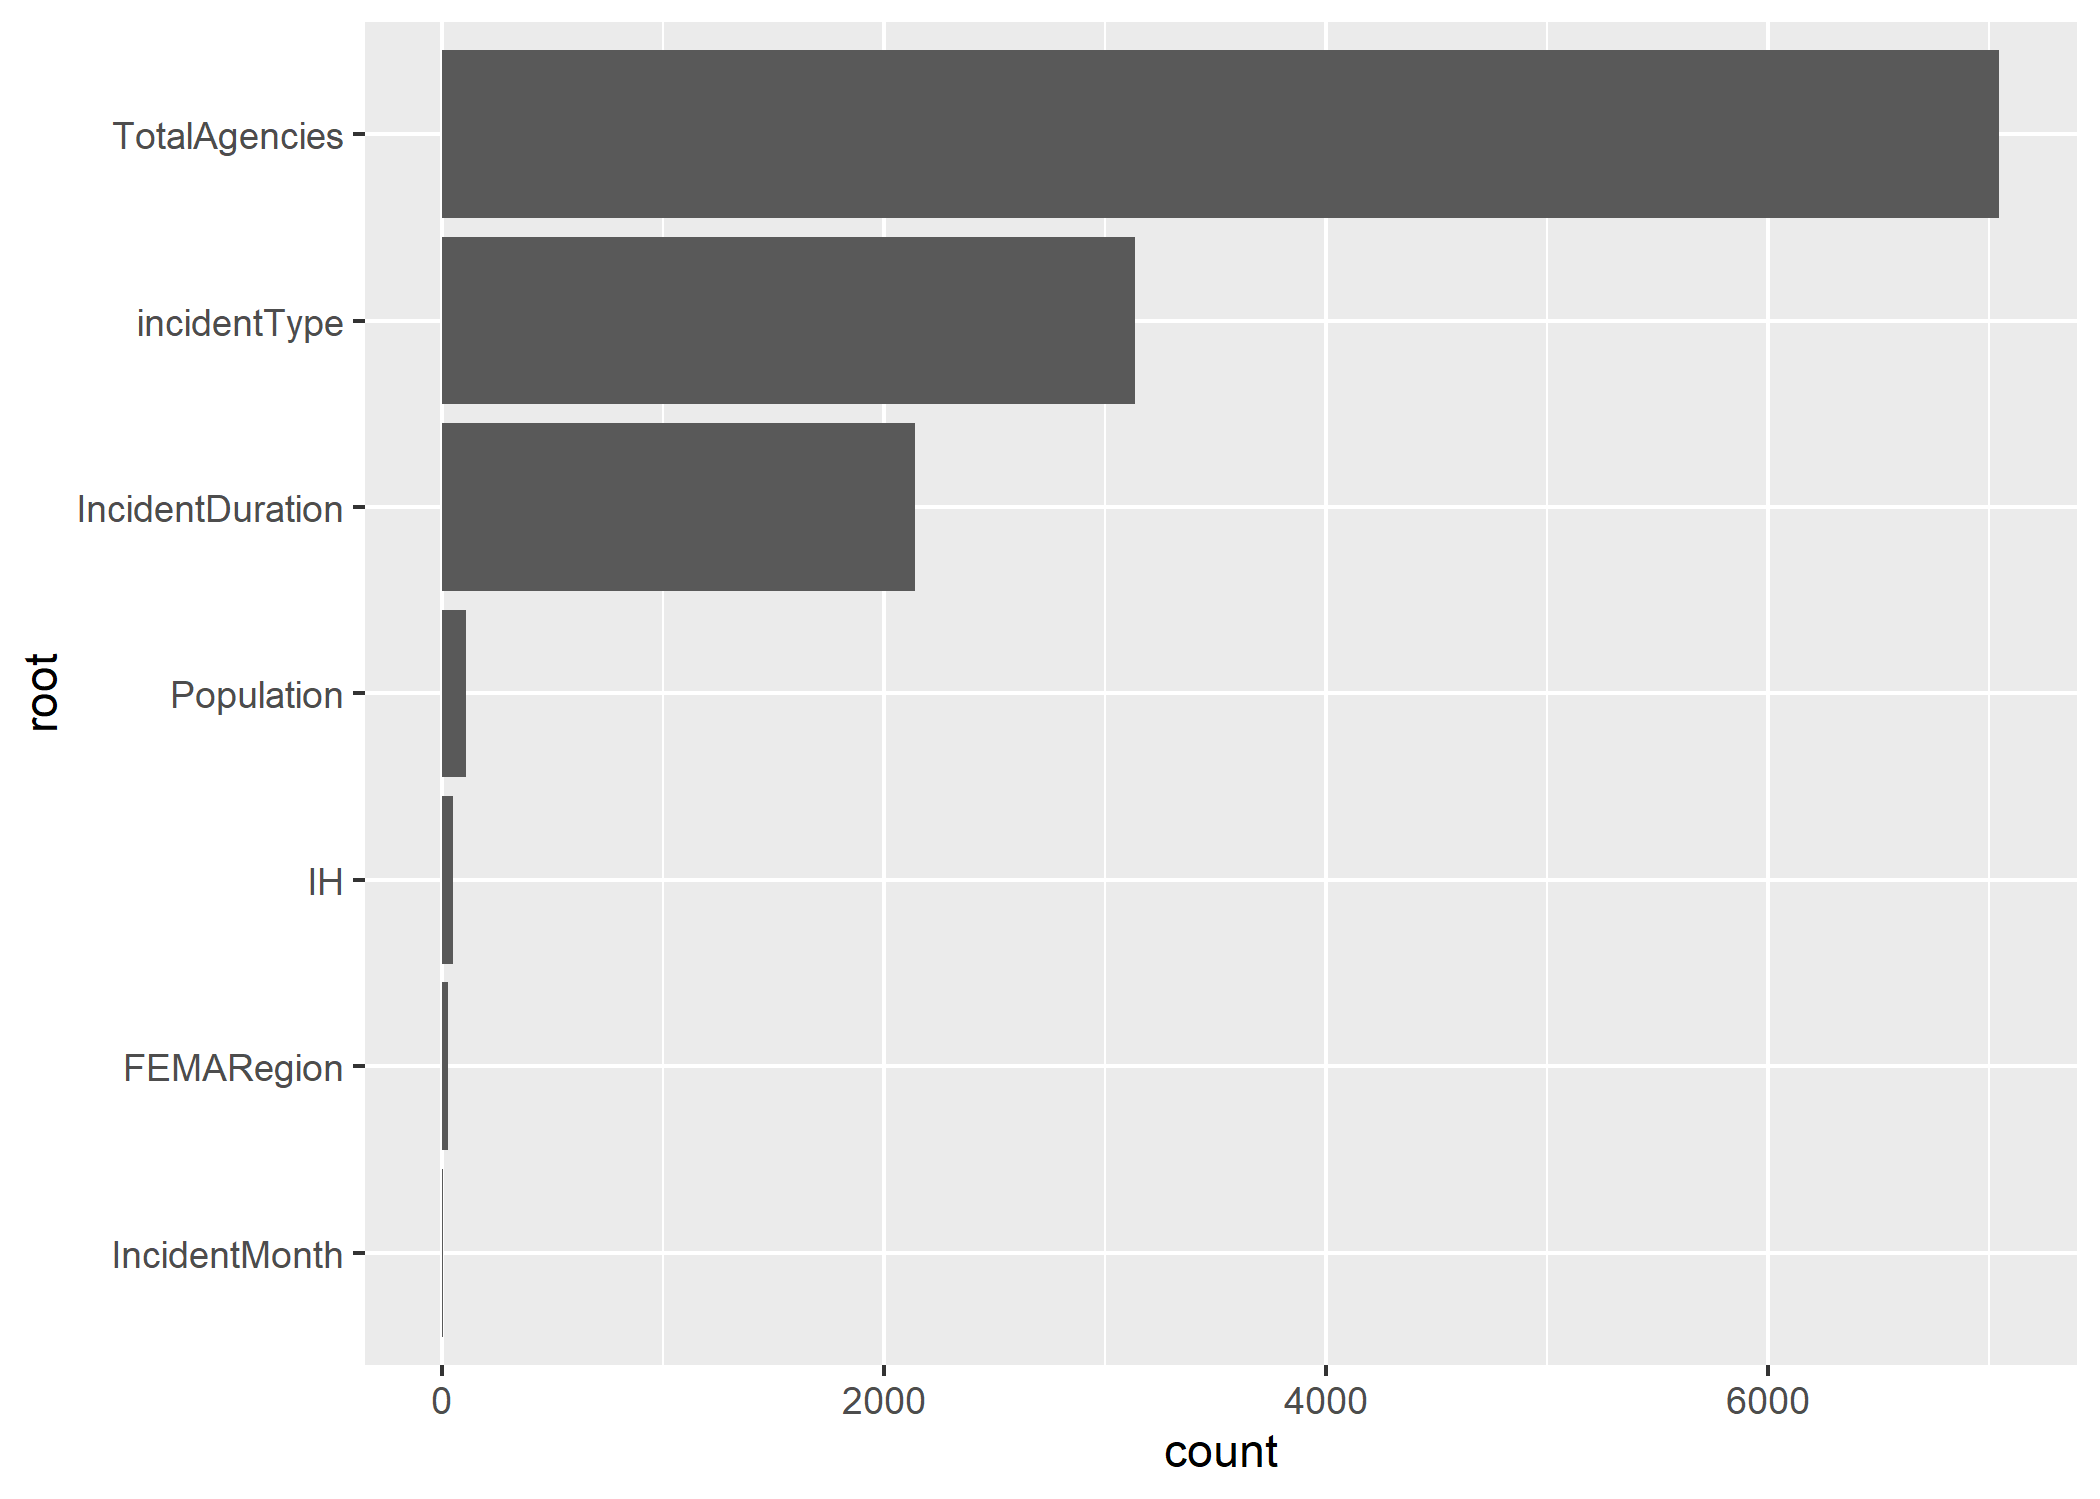 TotalAgencies
incidentType
IncidentDuration
Population
IH
FEMARegion
IncidentMonth
root
0 2000 4000 6000
count